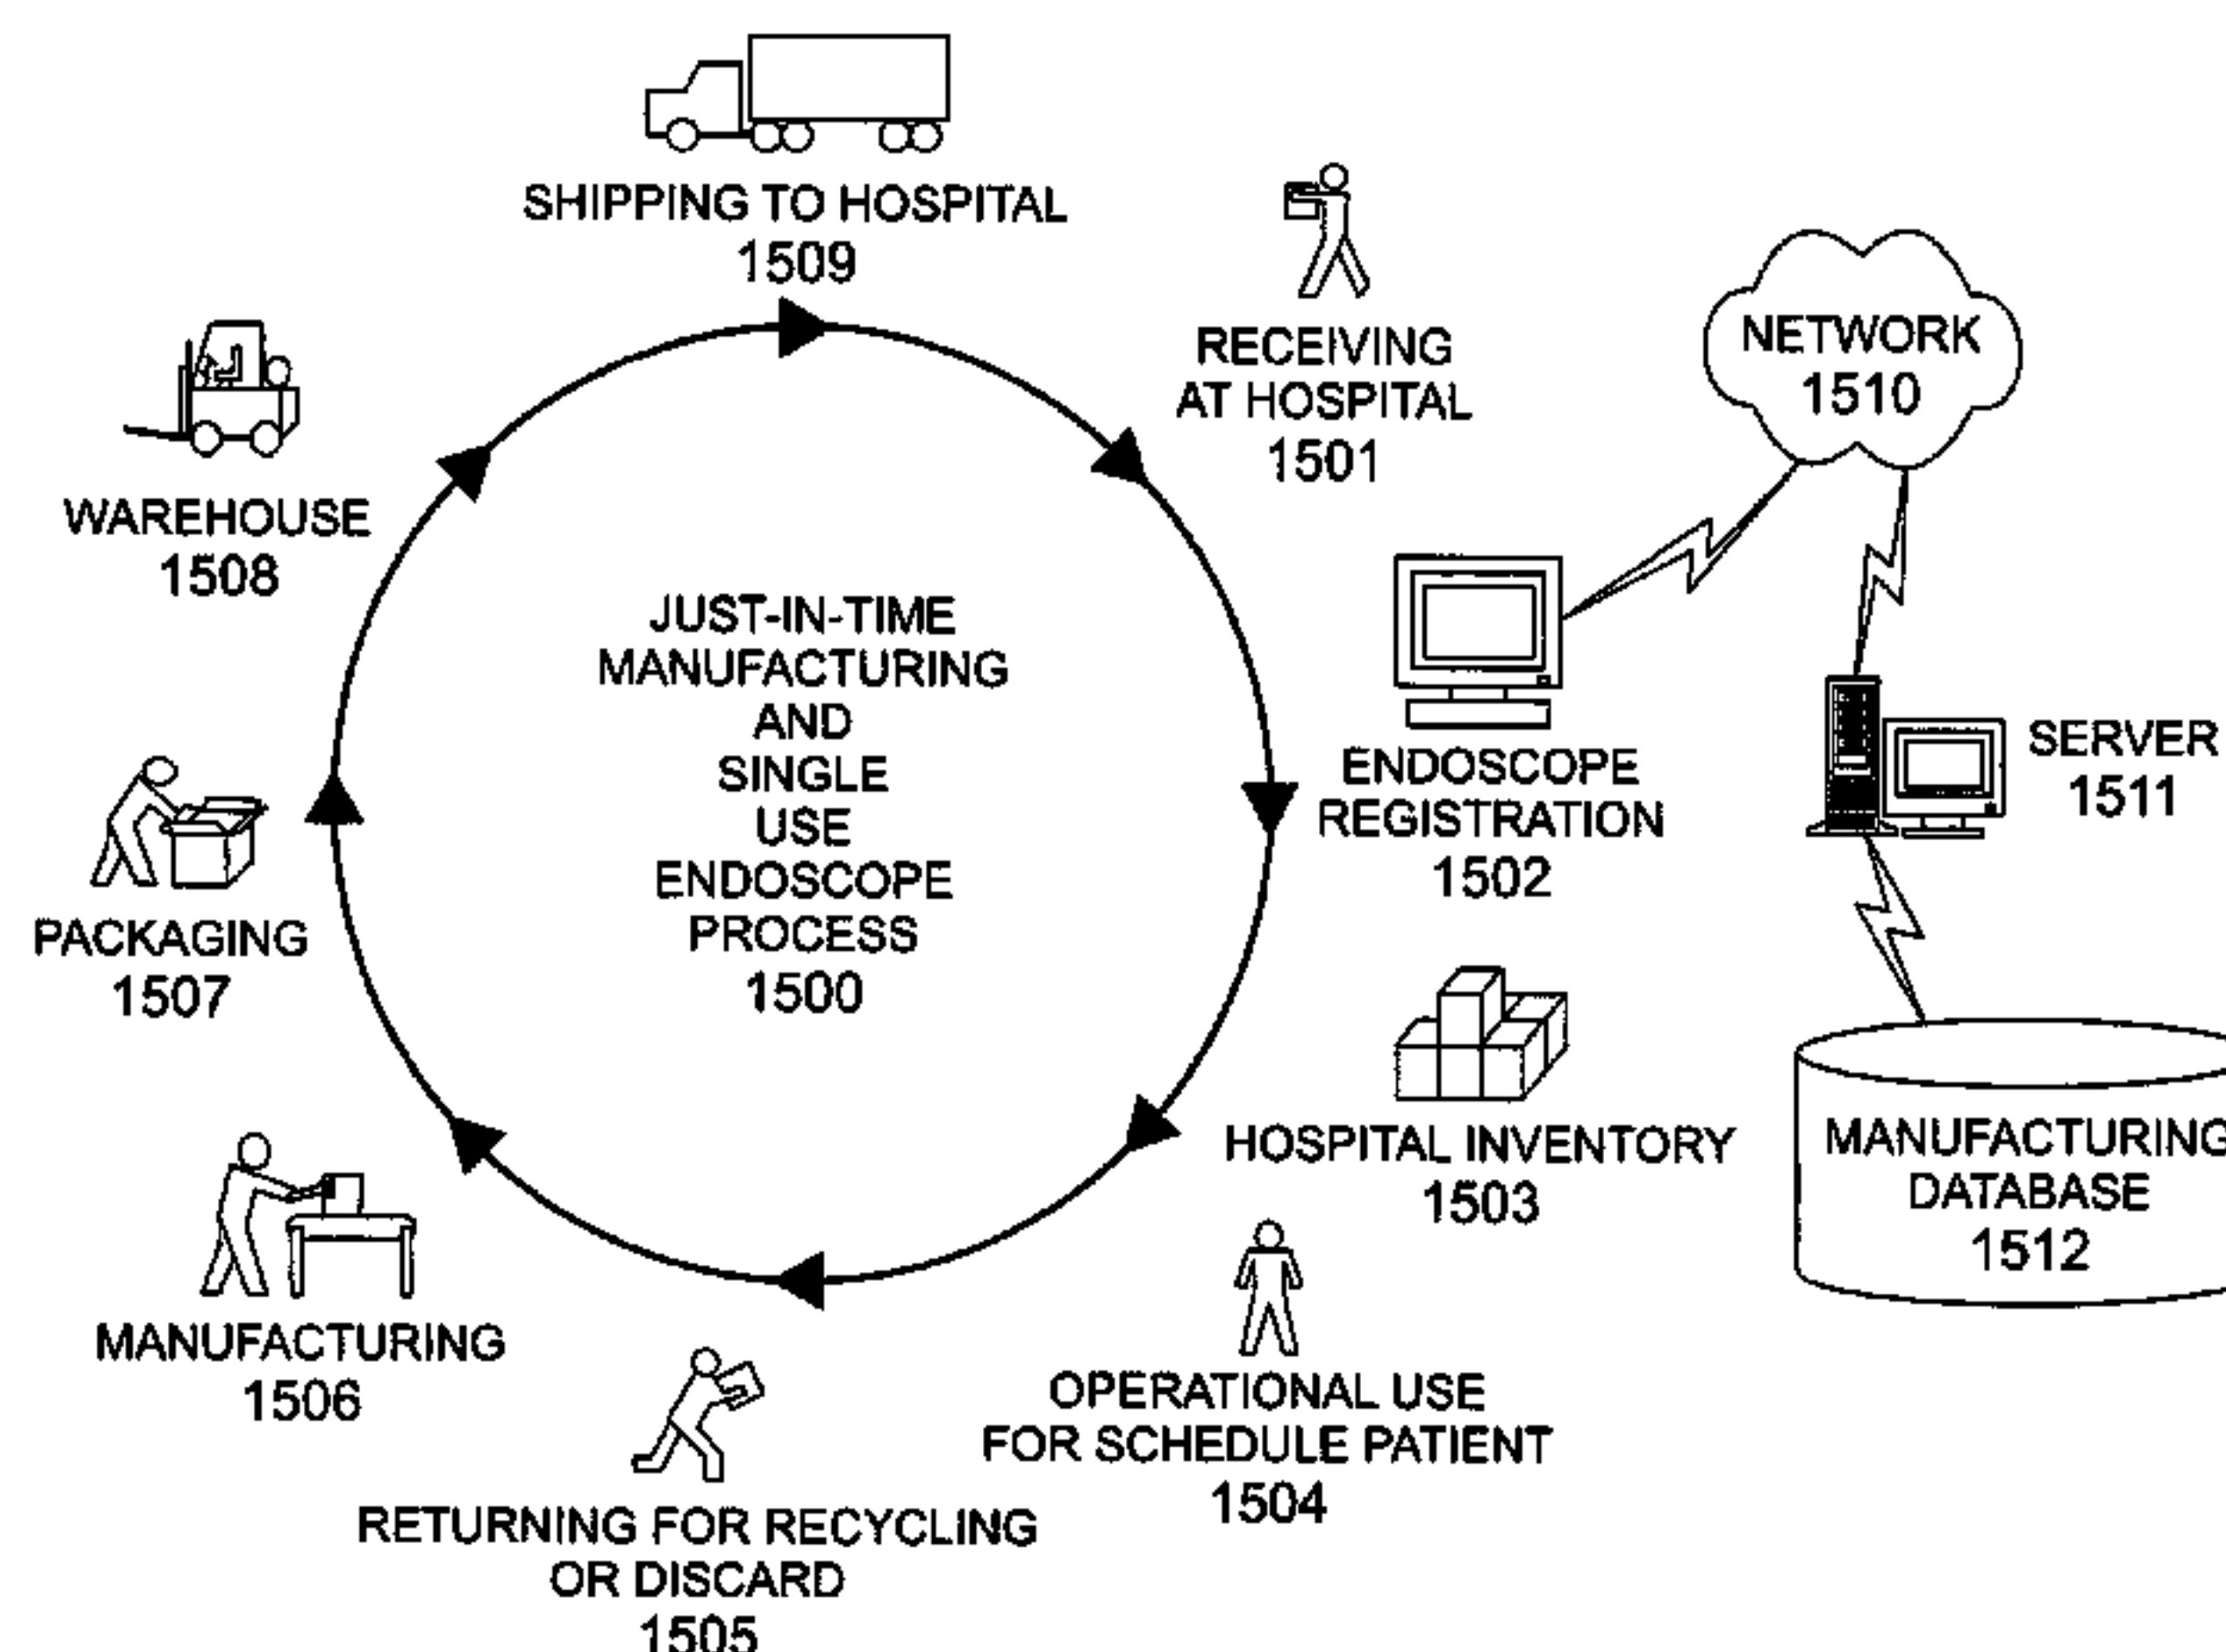 SHIPPING TO HOSPITAL
1509
RECEIVING
AT HOSPITAL
1501
NETWORK
1510
WAREHOUSE
1508
JUST-IN-TIME
MANUFACTURING
AND
SINGLE
USE
ENDOSCOPE
PROCESS
1500
ENDOSCOPE
REGISTRATION
1502
SERVER
1511
PACKAGING
1507
HOSPITAL INVENTORY
1503
MANUFACTURING
DATABASE
1512
MANUFACTURING
1506
OPERATIONAL USE
FOR SCHEDULE PATIENT
1504
RETURNING FOR RECYCLING
OR DISCARD
1505